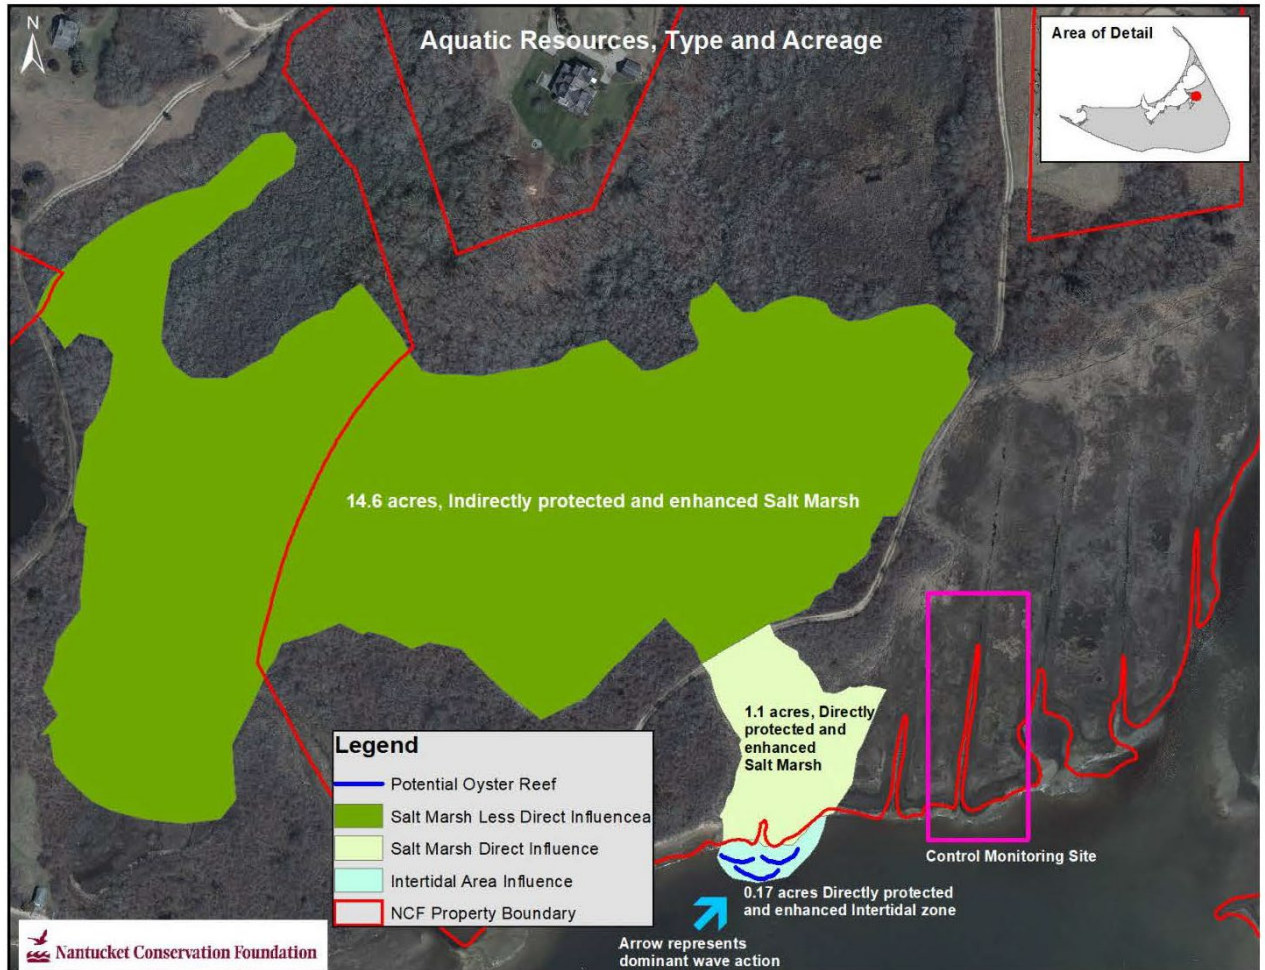 N
Aquatic Resources, Type and Acreage
Area of Detail
14.6 acres, Indirectly protected and enhanced Salt Marsh
1.1 acres, Directly
protected and
enhanced
Salt Marsh
Legend
Potential Oyster Reef
Salt Marsh Less Direct Influencea
Salt Marsh Direct Influence
Intertidal Area Influence
NCF Property Boundary
Control Monitoring Site
0.17 acres Directly protected
and enhanced Intertidal zone
Arrow represents
dominant wave action
Nantucket Conservation Foundation